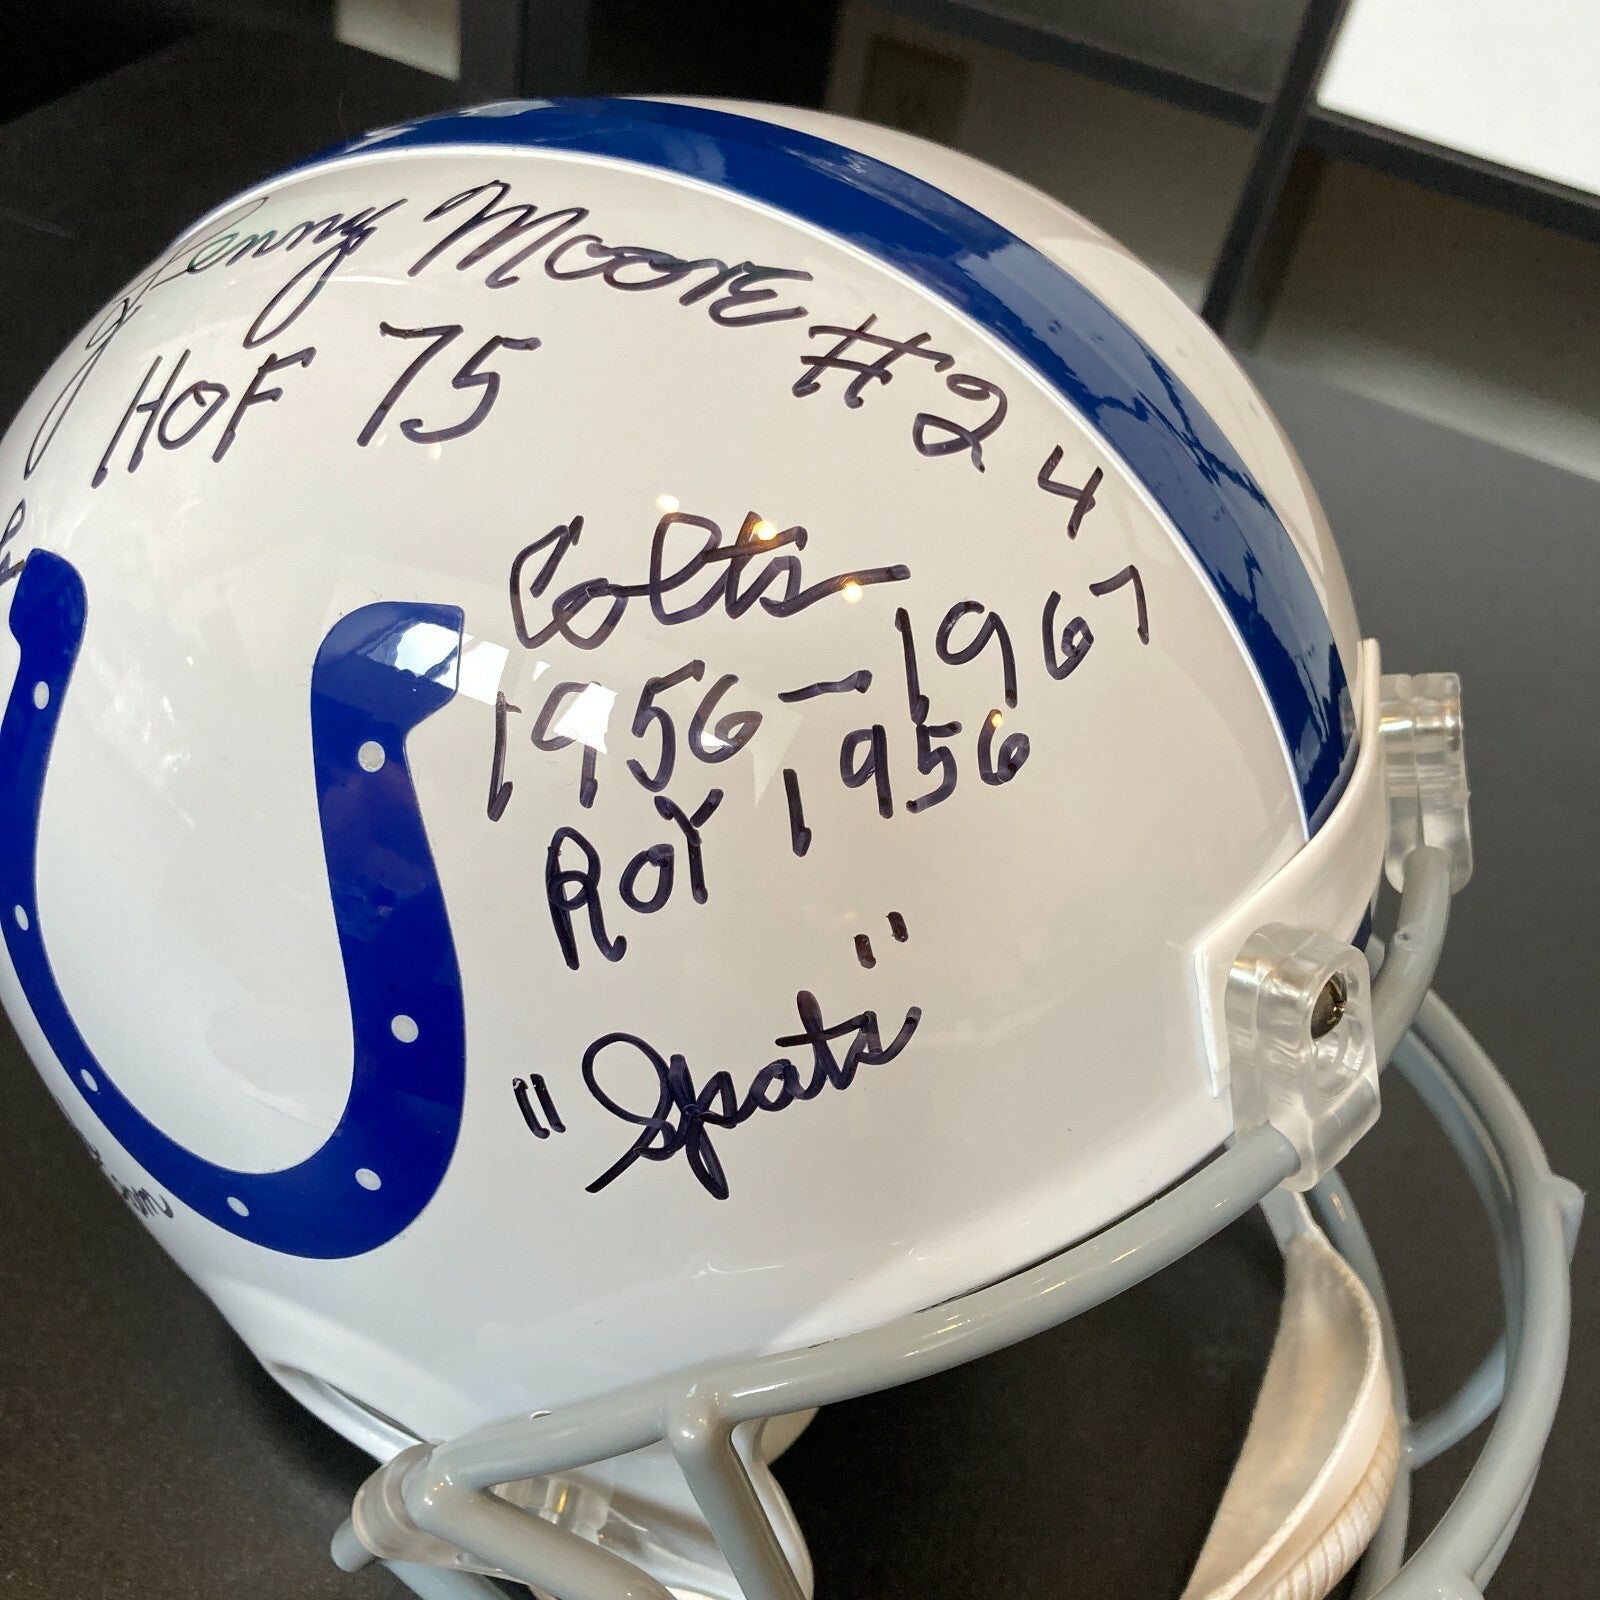 Lenny Moore #24
HOF 75
Colts
1956-1967
ROY 1956
"Spats"